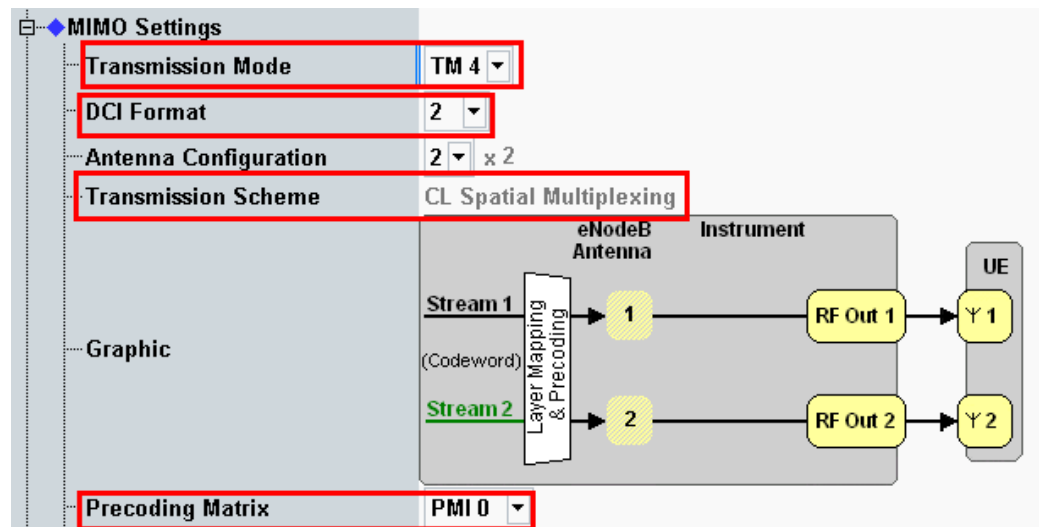 MIMO Settings
Transmission Mode TM 4
DCI Format 2
Antenna Configuration 2 x 2
Transmission Scheme CL Spatial Multiplexing
eNodeB Antenna
Instrument
UE
Stream 1
(Codeword)
Stream 2
Layer Mapping
& Precoding
1
RF Out 1
1
2
RF Out 2
2
Graphic
Precoding Matrix PMI 0